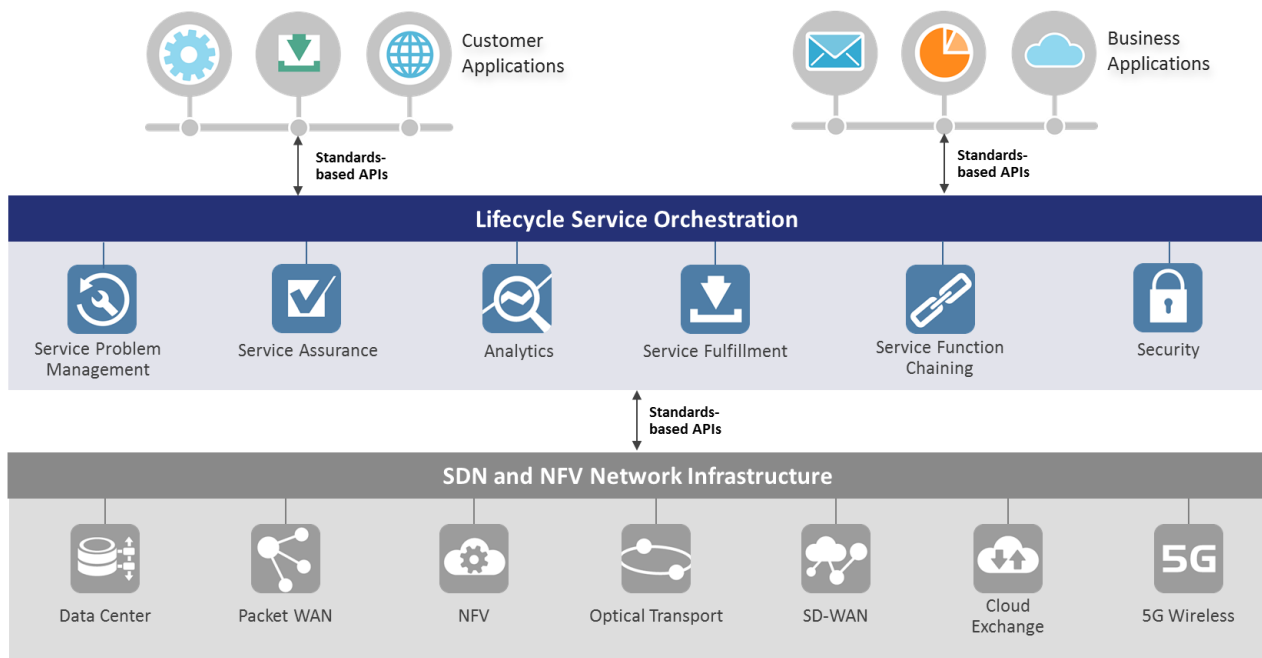 Customer
Applications
Business
Applications
Standards-
based APIs
Standards-
based APIs
Lifecycle Service Orchestration
Service Problem
Management
Service Assurance
Analytics
Service Fulfillment
Service Function
Chaining
Security
Standards-
based APIs
SDN and NFV Network Infrastructure
5G
Data Center
Packet WAN
NFV
Optical Transport
SD-WAN
Cloud
Exchange
5G Wireless